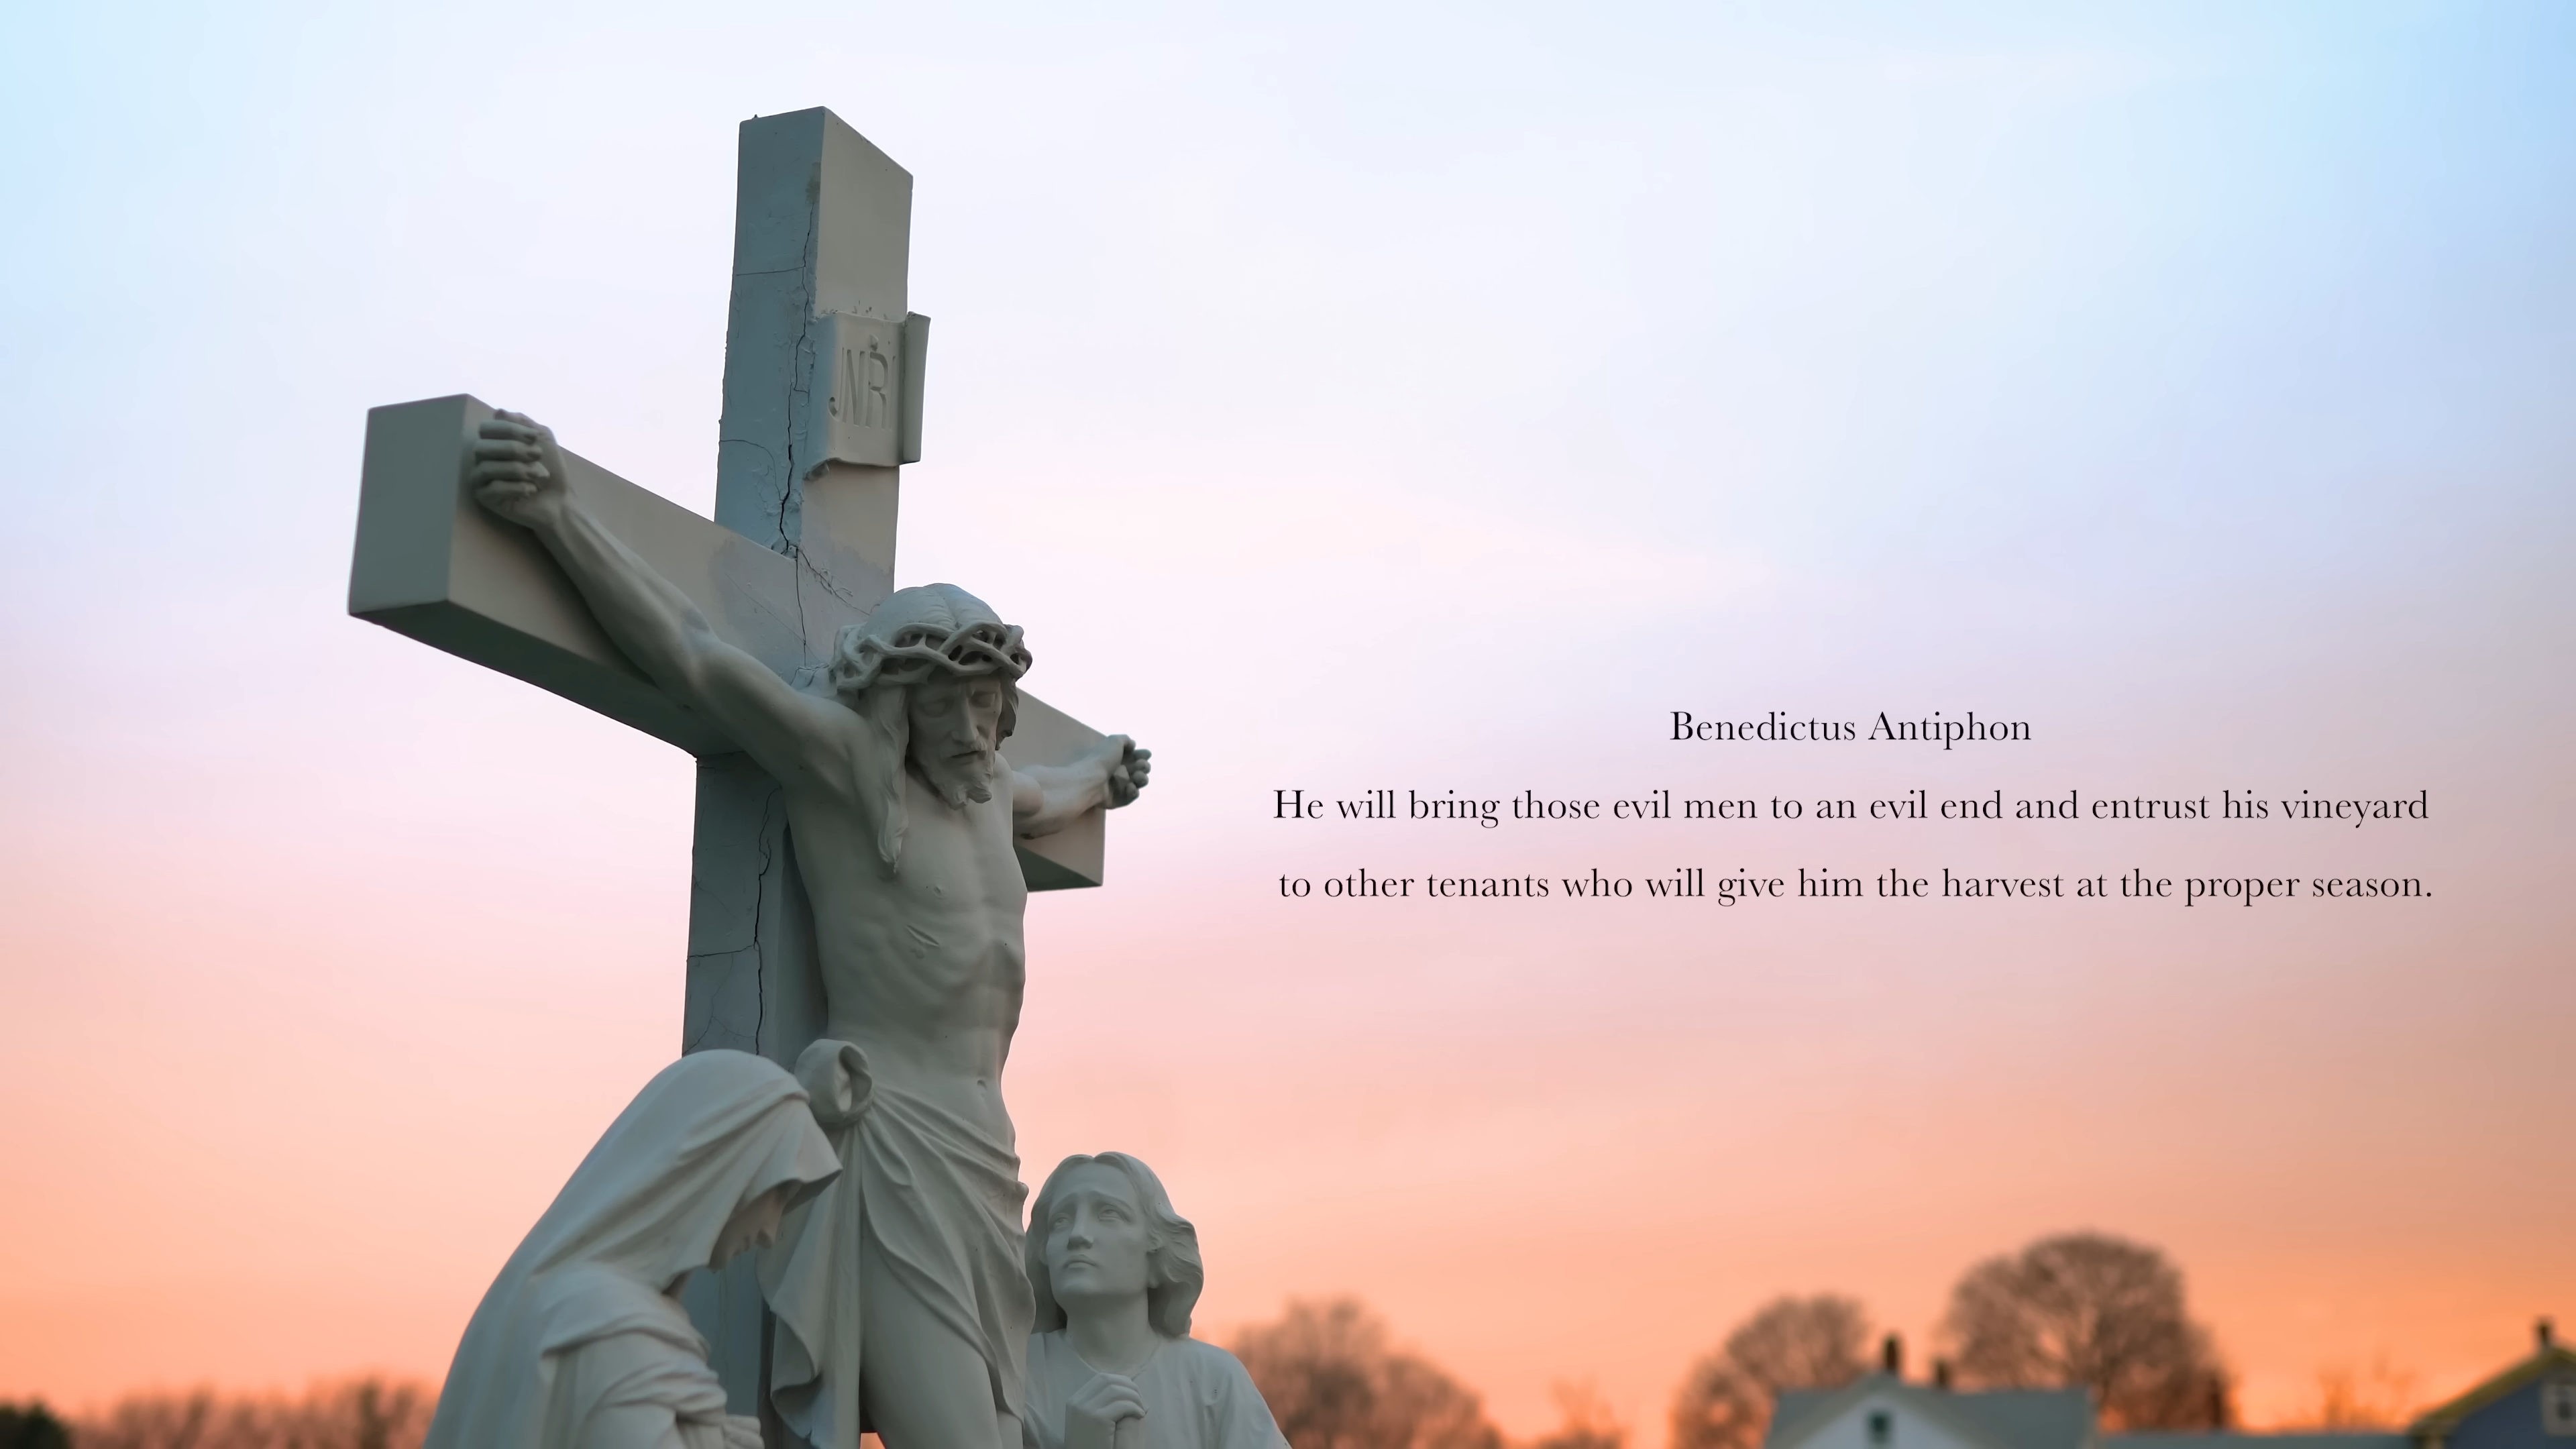 JNRI
Benedictus Antiphon
He will bring those evil men to an evil end and entrust his vineyard
to other tenants who will give him the harvest at the proper season.